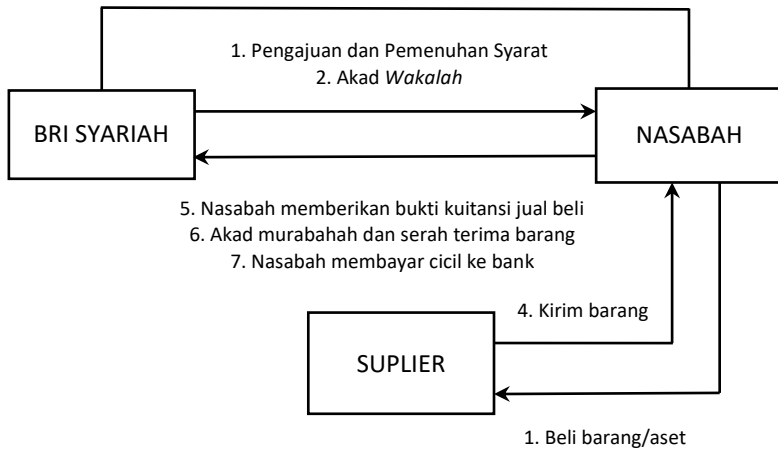 1. Pengajuan dan Pemenuhan Syarat
2. Akad Wakalah
BRI SYARIAH
NASABAH
5. Nasabah memberikan bukti kuitansi jual beli
6. Akad murabahah dan serah terima barang
7. Nasabah membayar cicil ke bank
4. Kirim barang
SUPLIER
1. Beli barang/aset